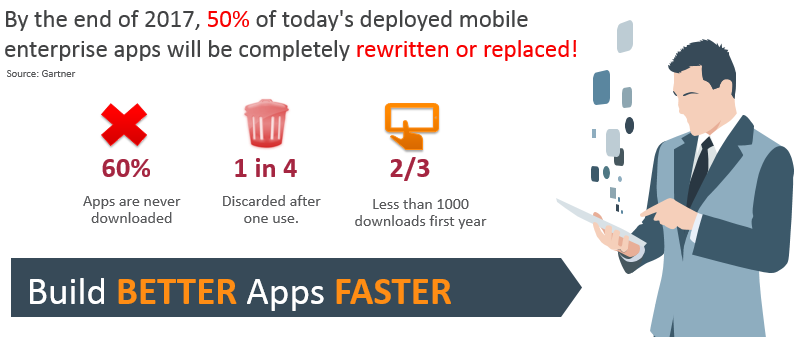 By the end of 2017, 50% of today's deployed mobile
enterprise apps will be completely rewritten or replaced!
Source: Gartner
60%
Apps are never
downloaded
1 in 4
Discarded after
one use.
2/3
Less than 1000
downloads first year
Build BETTER Apps FASTER